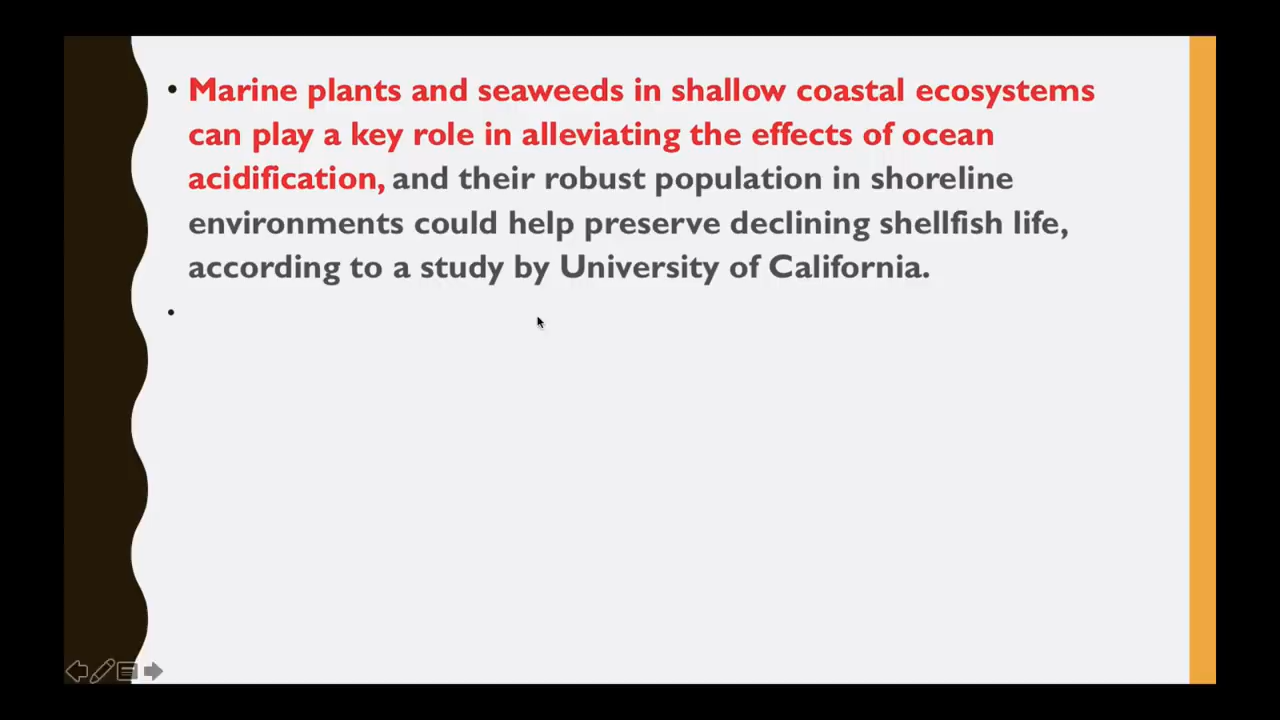 • Marine plants and seaweeds in shallow coastal ecosystems
can play a key role in alleviating the effects of ocean
acidification, and their robust population in shoreline
environments could help preserve declining shellfish life,
according to a study by University of California.
•